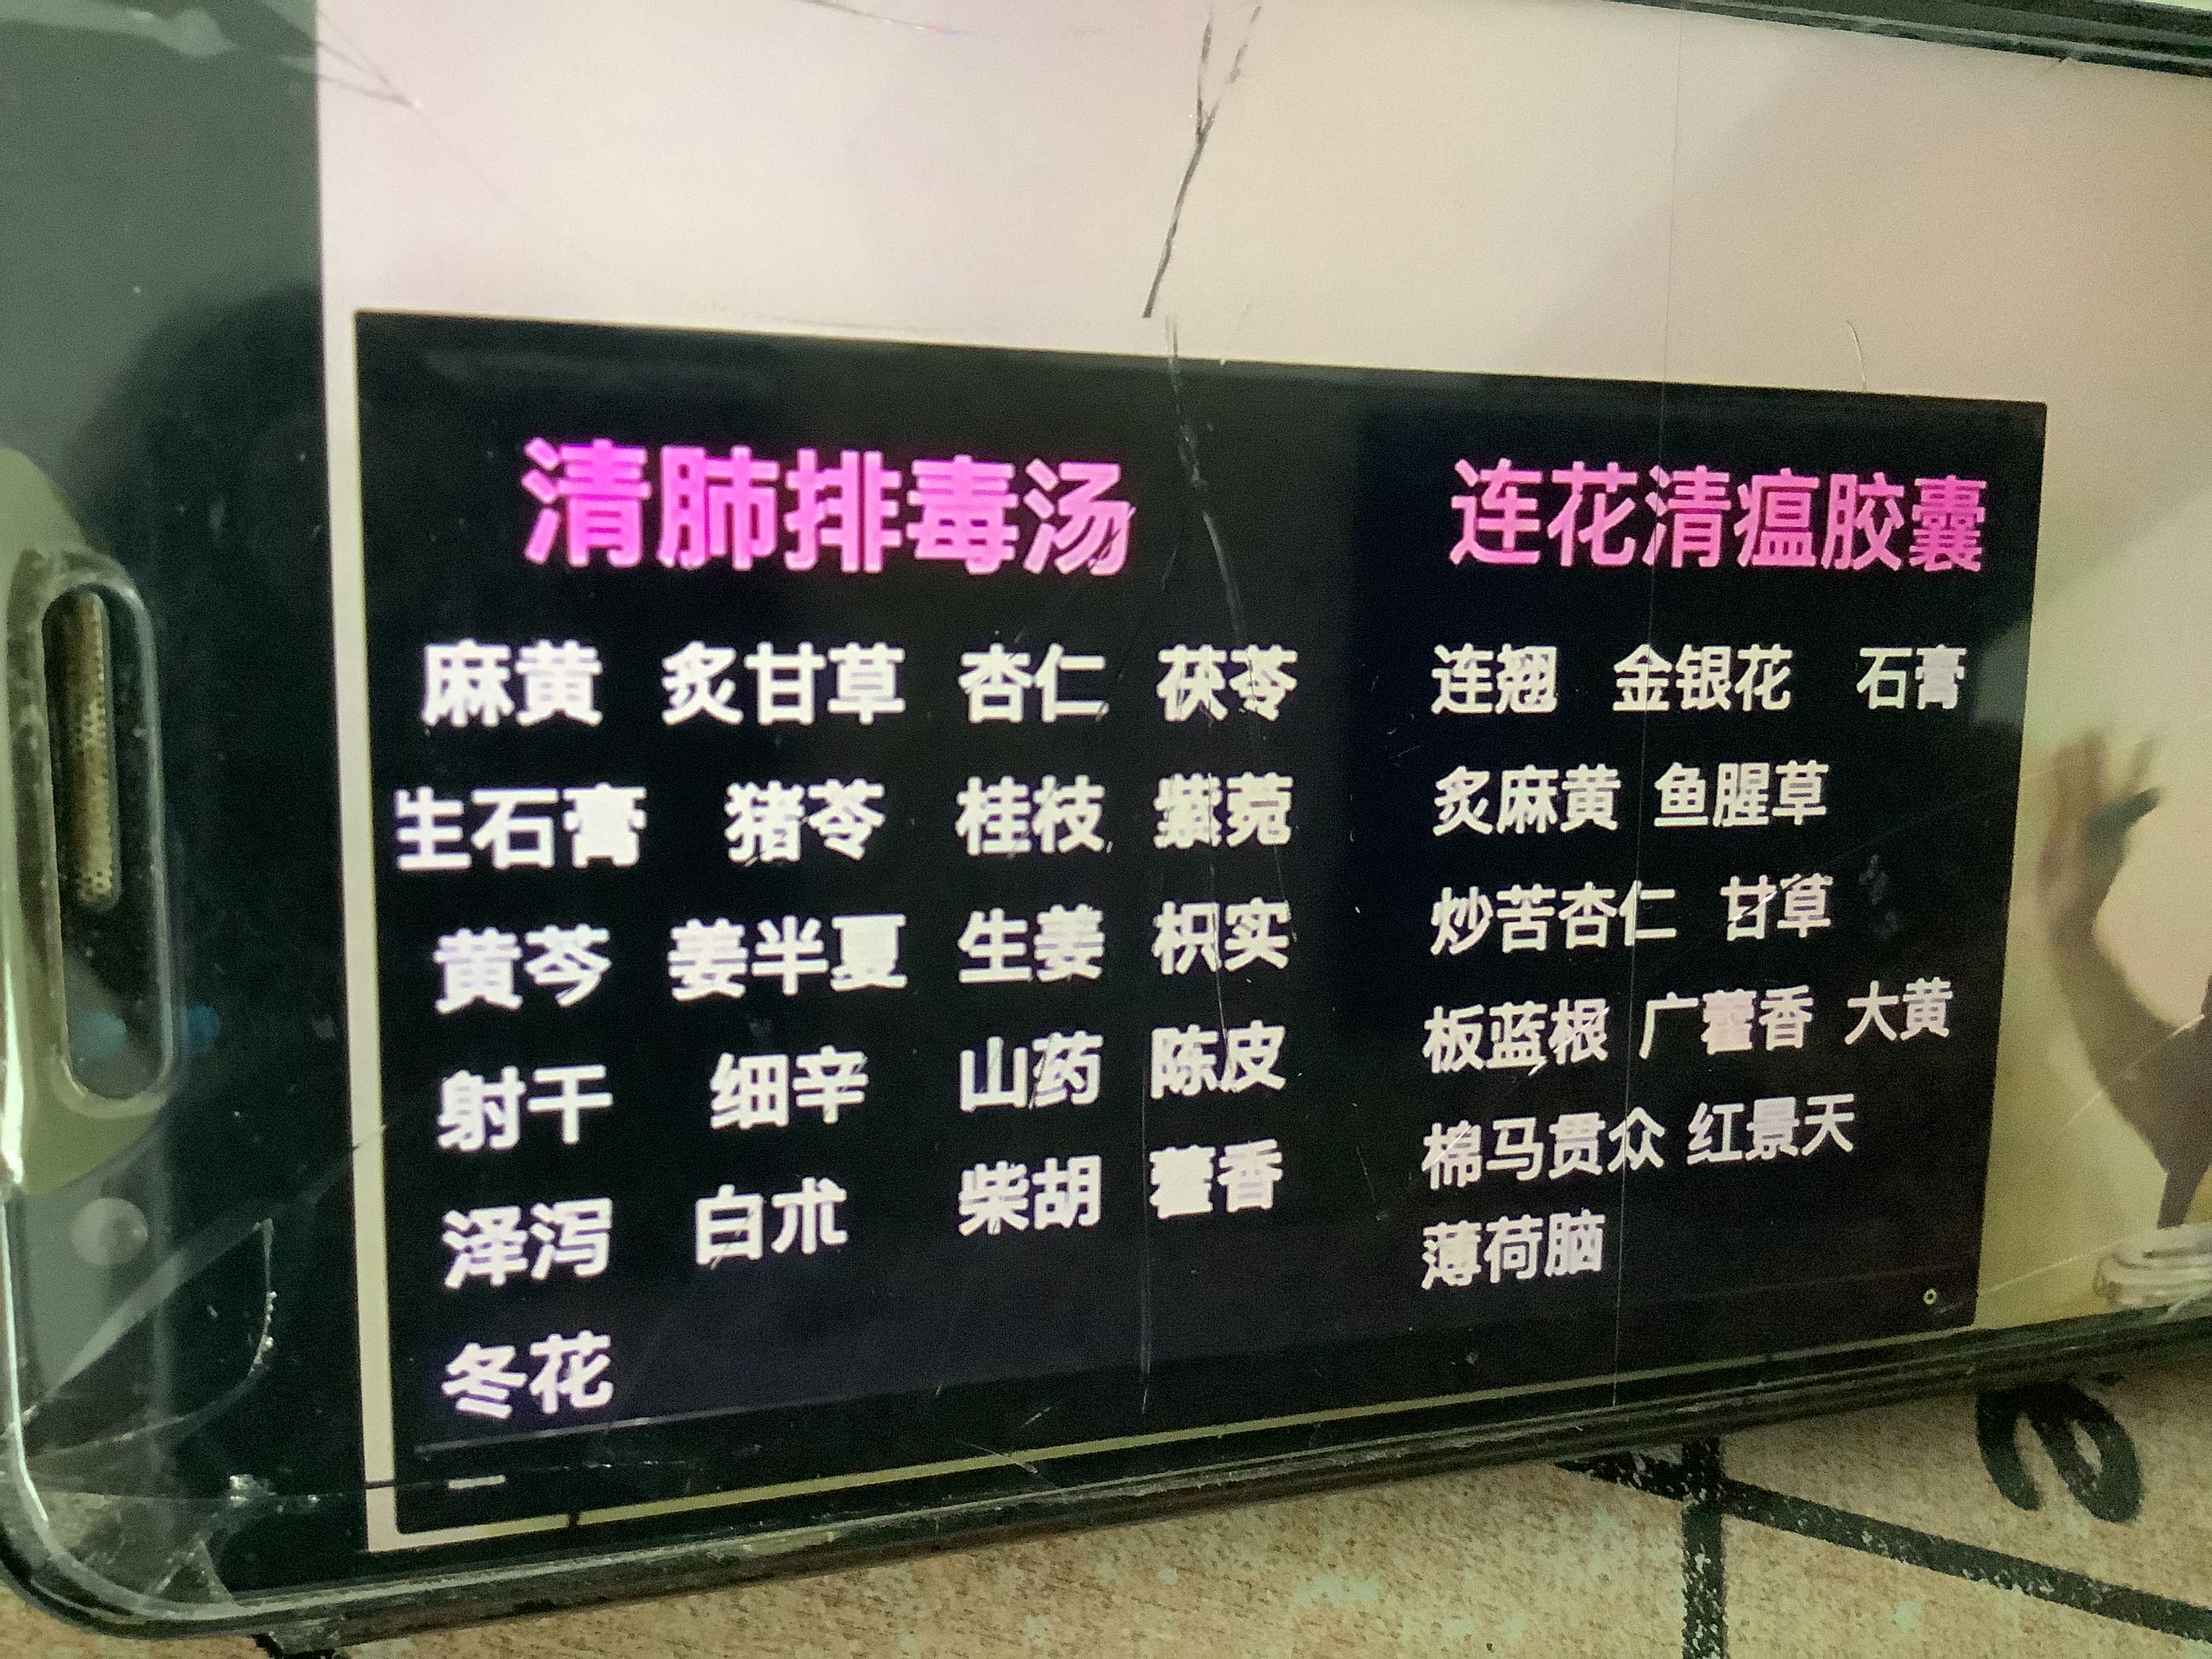 清肺排毒汤
麻黄 炙甘草 杏仁 茯苓
生石膏 猪苓 桂枝 紫菀
黄芩 姜半夏 生姜 枳实
射干 细辛 山药 陈皮
泽泻 白朮 柴胡 藿香
冬花
连花清瘟胶囊
连翘 金银花 石膏
炙麻黄 鱼腥草
炒苦杏仁 甘草
板蓝根 广藿香 大黄
棉马贯众 红景天
薄荷脑